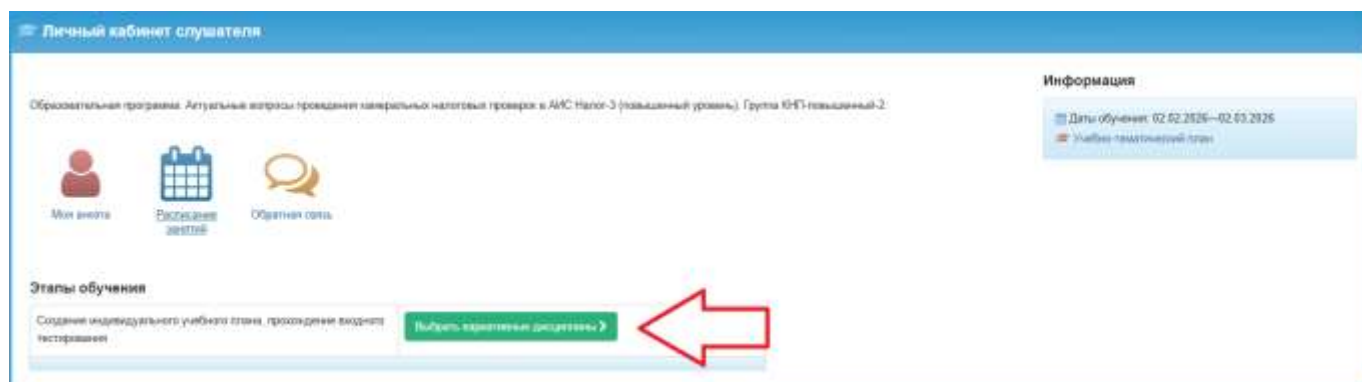 Личный кабинет слушателя
Информация
Образовательная программа: Актуальные вопросы проведения камеральных налоговых проверок в АИС Налог-3 (повышенный уровень). Группа КНП-повышенный-2
Даты обучения: 02.02.2026—02.03.2026
Учебно-тематический план
Моя анкета
Расписание
занятий
Обратная связь
Этапы обучения
Создание индивидуального учебного плана, прохождение входного
тестирования
Выбрать вариативные дисциплины